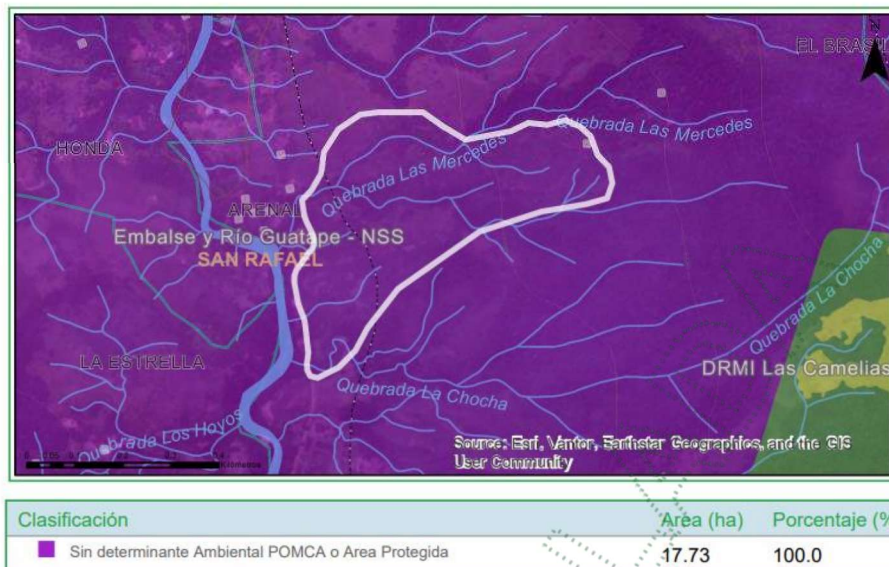 EL BRASIL
Quebrada Las Mercedes
HONDA
Quebrada Las Mercedes
ARENAL
Embalse y Río Guatape - NSS
SAN RAFAEL
Quebrada La Chocha
LA ESTRELLA
DRMI Las Camelias
Quebrada La Chocha
Quebrada Los Hoyos
Source: Esri, Vantor, Earthstar Geographics, and the GIS
User Community
Clasificación Area (ha) Porcentaje (%
Sin determinante Ambiental POMCA o Area Protegida 17.73 100.0